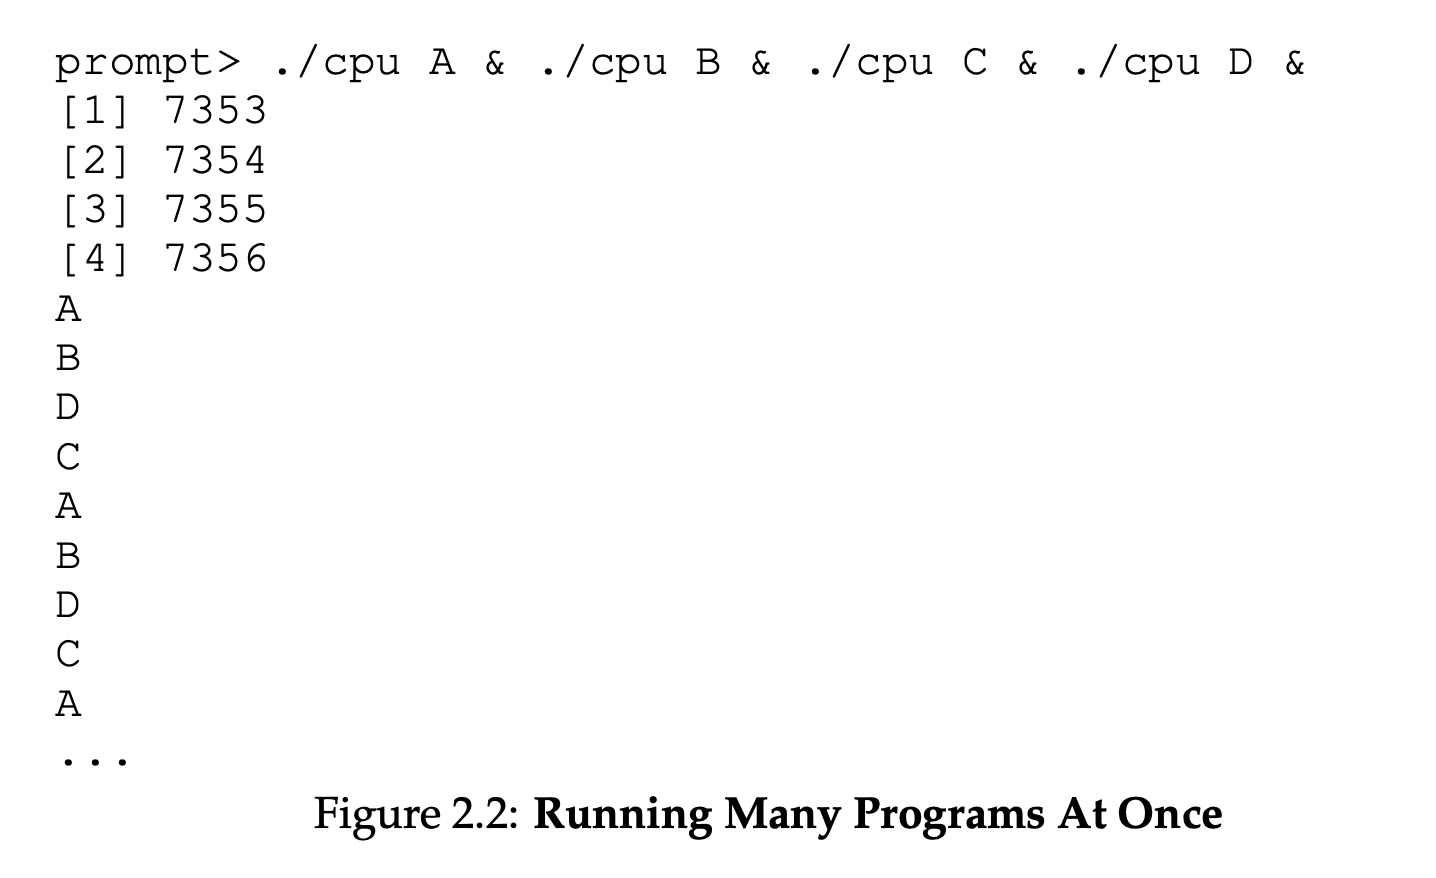 prompt> ./cpu A & ./cpu B & ./cpu C & ./cpu D &
[1] 7353
[2] 7354
[3] 7355
[4] 7356
A
B
D
C
A
B
D
C
A
...
Figure 2.2: Running Many Programs At Once